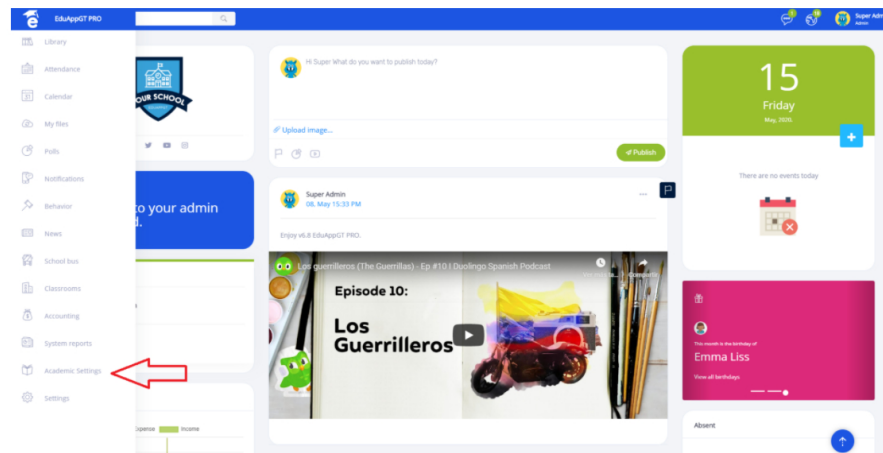 EduAppGT PRO
Super Adm
Admin
Library
Attendance
Calendar
My files
Polls
Notifications
Behavior
News
School bus
Classrooms
Accounting
System reports
Academic Settings
Settings
OUR SCHOOL
to your admin
Expense
Income
Hi Super What do you want to publish today?
Upload image...
Publish
Super Admin
08. May 15:33 PM
Enjoy v6.8 EduAppGT PRO.
Los guerrilleros (The Guerrillas) - Ep #10 I Duolingo Spanish Podcast
Episode 10:
Los
Guerrilleros
15
Friday
May, 2020.
There are no events today
This month is the birthday of
Emma Liss
View all birthdays
Absent